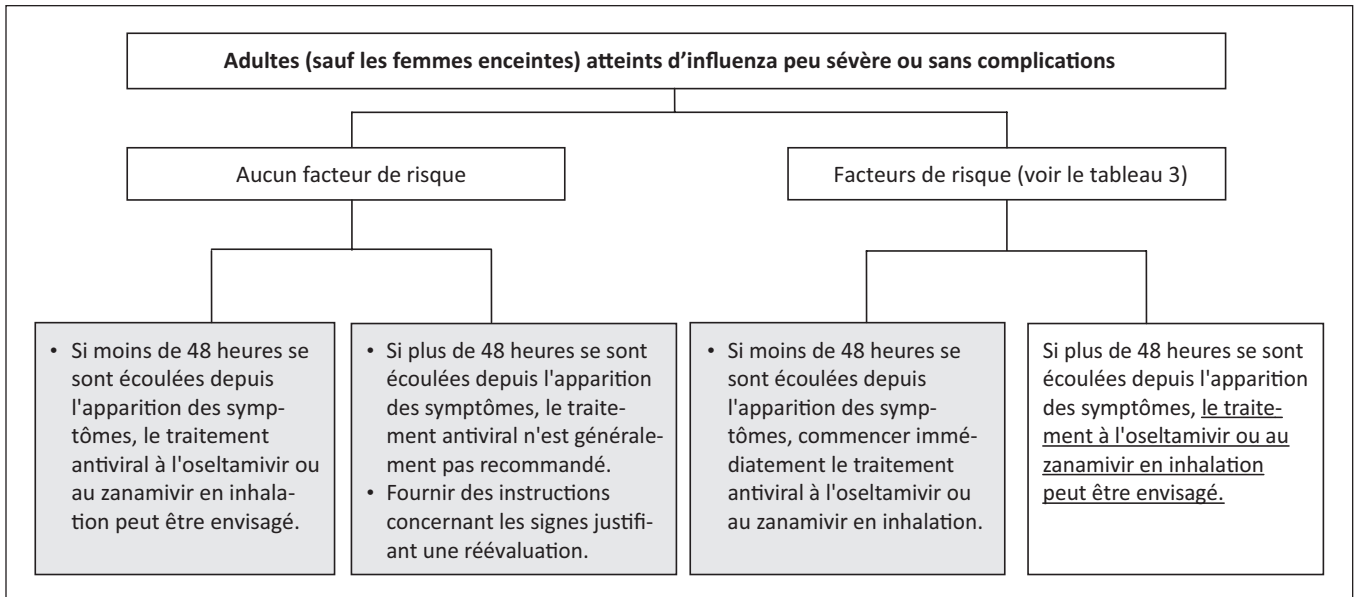 Adultes (sauf les femmes enceintes) atteints d'influenza peu sévère ou sans complications
Aucun facteur de risque
Facteurs de risque (voir le tableau 3)
• Si moins de 48 heures se
sont écoulées depuis
l'apparition des symp-
tômes, le traitement
antiviral à l'oseltamivir ou
au zanamivir en inhala-
tion peut être envisagé.
• Si plus de 48 heures se sont
écoulées depuis l'apparition
des symptômes, le traite-
ment antiviral n'est générale-
ment pas recommandé.
• Fournir des instructions
concernant les signes justifi-
ant une réévaluation.
• Si moins de 48 heures se
sont écoulées depuis
l'apparition des symp-
tômes, commencer immé-
diatement le traitement
antiviral à l'oseltamivir ou
au zanamivir en inhalation.
Si plus de 48 heures se sont
écoulées depuis l'apparition
des symptômes, le traite-
ment à l'oseltamivir ou au
zanamivir en inhalation
peut être envisagé.